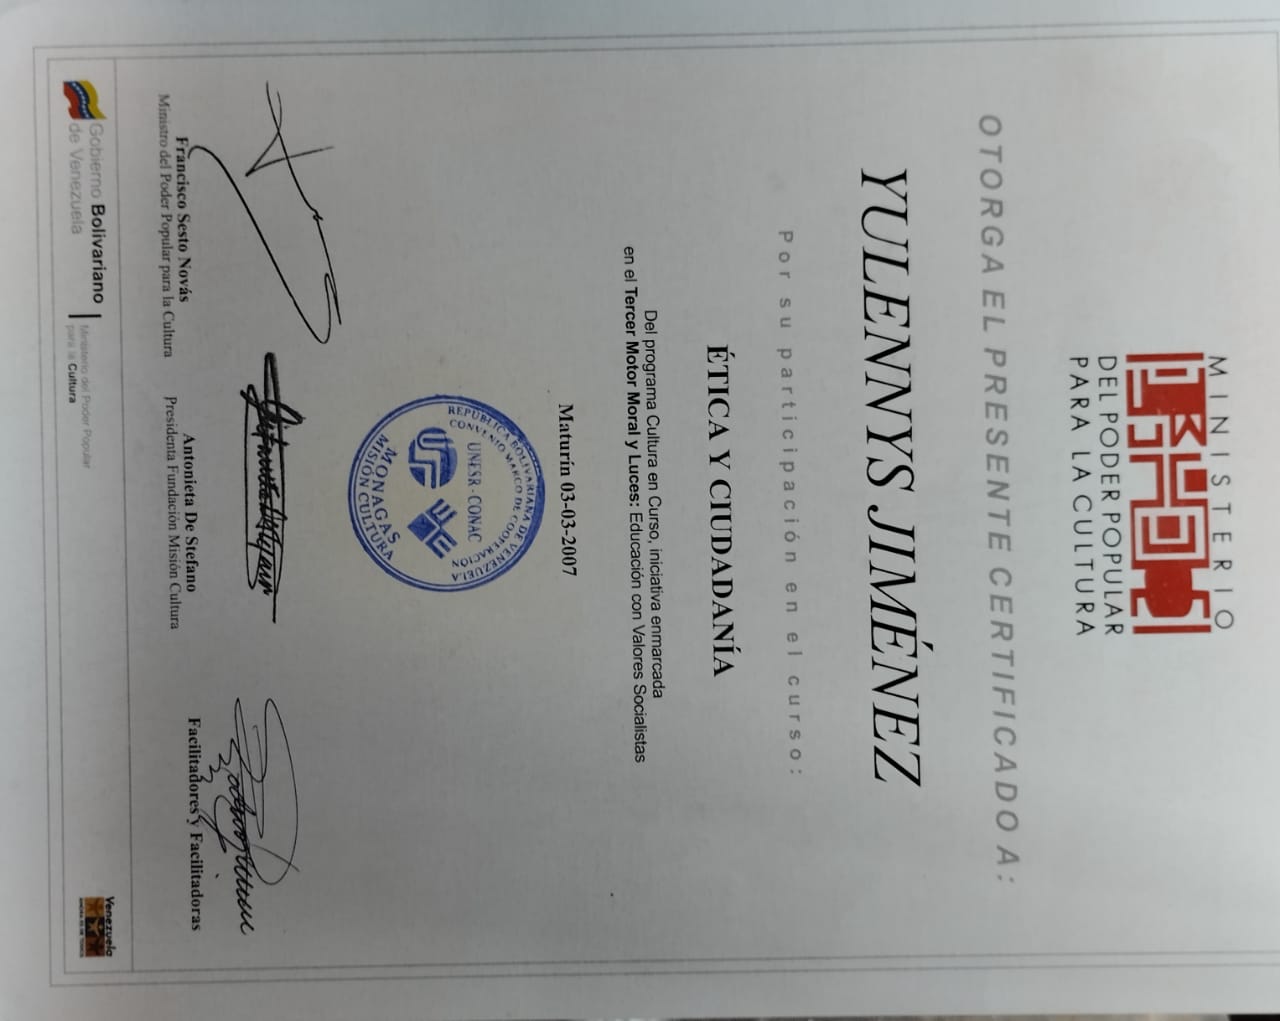 MINISTERIO
DEL PODER POPULAR
PARA LA CULTURA
OTORGA EL PRESENTE CERTIFICADO A:
YULENNYS JIMÉNEZ
Por su participación en el curso:
ÉTICA Y CIUDADANÍA
Del programa Cultura en Curso, iniciativa enmarcada
en el Tercer Motor Moral y Luces: Educación con Valores Socialistas
Maturín 03-03-2007
REPÚBLICA BOLIVARIANA DE VENEZUELA
CONVENIO MARCO DE COOPERACIÓN
UNESR - CONAC
MONAGAS
MISIÓN CULTURA
Francisco Sesto Novás
Ministro del Poder Popular para la Cultura
Antonieta De Stefano
Presidenta Fundación Misión Cultura
Facilitadores y Facilitadoras
Gobierno Bolivariano
de Venezuela
Ministerio del Poder Popular
para la Cultura
Venezuela
AHORA ES DE TODOS